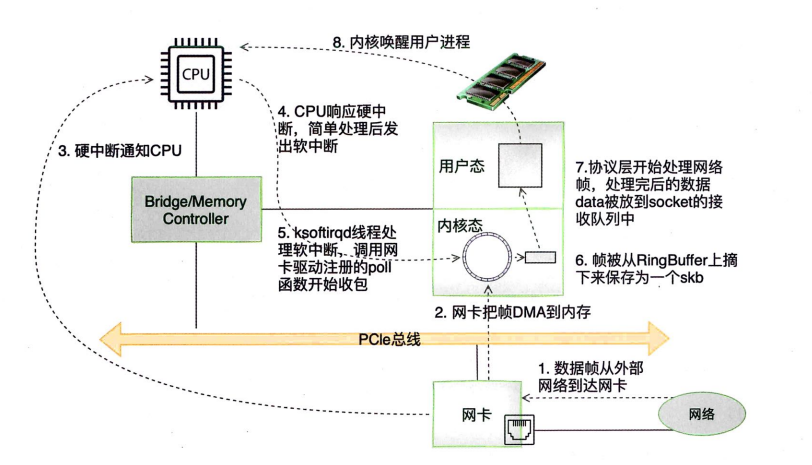 8. 内核唤醒用户进程
CPU
4. CPU响应硬中
断，简单处理后发
出软中断
3. 硬中断通知CPU
用户态
7.协议层开始处理网络
帧，处理完后的数据
data被放到socket的接
收队列中
Bridge/Memory
Controller
内核态
5. ksoftirqd线程处
理软中断，调用网
卡驱动注册的poll
函数开始收包
6. 帧被从RingBuffer上摘
下来保存为一个skb
2. 网卡把帧DMA到内存
PCIe总线
1. 数据帧从外部
网络到达网卡
网卡
网络